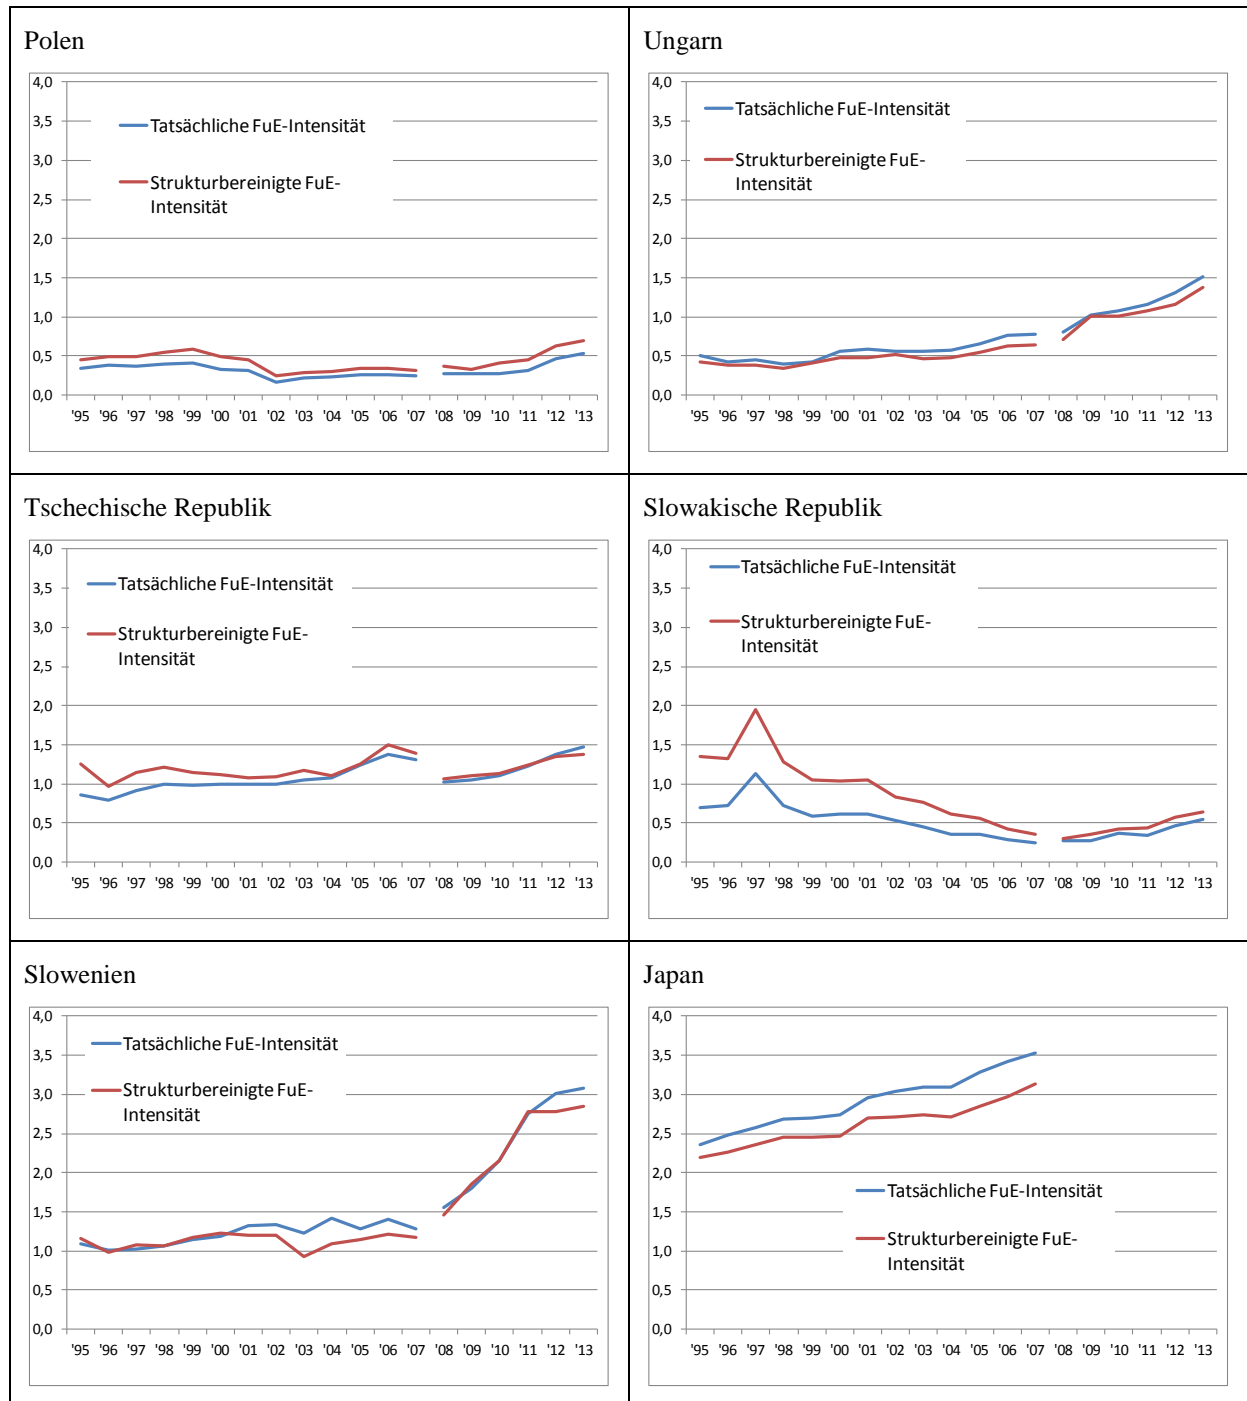 Polen
4,0
3,5
3,0
2,5
2,0
1,5
1,0
0,5
0,0
Tatsächliche FuE-Intensität
Strukturbereinigte FuE-
Intensität
'95 '96 '97 '98 '99 '00 '01 '02 '03 '04 '05 '06 '07 '08 '09 '10 '11 '12 '13
Ungarn
4,0
3,5
3,0
2,5
2,0
1,5
1,0
0,5
0,0
Tatsächliche FuE-Intensität
Strukturbereinigte FuE-
Intensität
'95 '96 '97 '98 '99 '00 '01 '02 '03 '04 '05 '06 '07 '08 '09 '10 '11 '12 '13
Tschechische Republik
4,0
3,5
3,0
2,5
2,0
1,5
1,0
0,5
0,0
Tatsächliche FuE-Intensität
Strukturbereinigte FuE-
Intensität
'95 '96 '97 '98 '99 '00 '01 '02 '03 '04 '05 '06 '07 '08 '09 '10 '11 '12 '13
Slowakische Republik
4,0
3,5
3,0
2,5
2,0
1,5
1,0
0,5
0,0
Tatsächliche FuE-Intensität
Strukturbereinigte FuE-
Intensität
'95 '96 '97 '98 '99 '00 '01 '02 '03 '04 '05 '06 '07 '08 '09 '10 '11 '12 '13
Slowenien
4,0
3,5
3,0
2,5
2,0
1,5
1,0
0,5
0,0
Tatsächliche FuE-Intensität
Strukturbereinigte FuE-
Intensität
'95 '96 '97 '98 '99 '00 '01 '02 '03 '04 '05 '06 '07 '08 '09 '10 '11 '12 '13
Japan
4,0
3,5
3,0
2,5
2,0
1,5
1,0
0,5
0,0
Tatsächliche FuE-Intensität
Strukturbereinigte FuE-
Intensität
'95 '96 '97 '98 '99 '00 '01 '02 '03 '04 '05 '06 '07 '08 '09 '10 '11 '12 '13